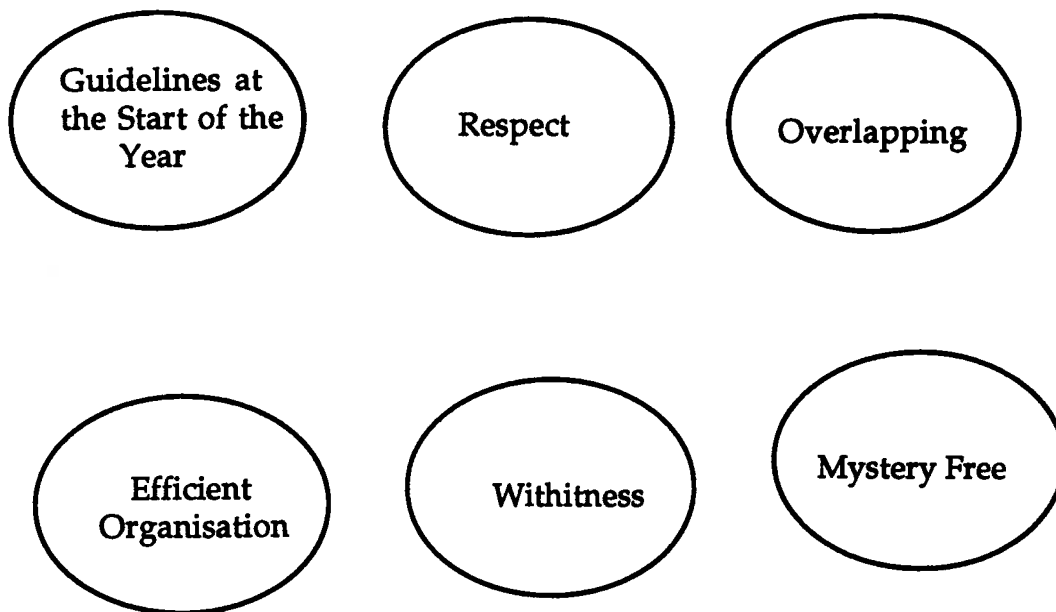 Guidelines at
the Start of the
Year
Respect
Overlapping
Efficient
Organisation
Withitness
Mystery Free